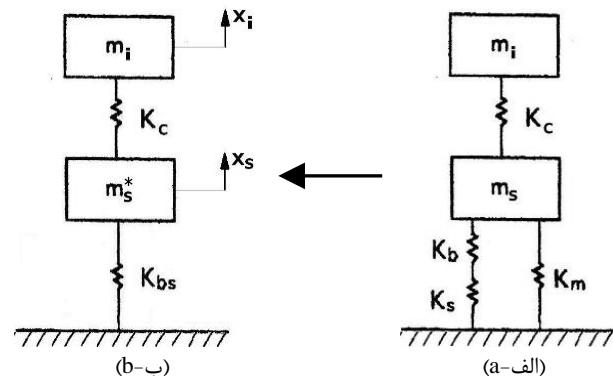 m_i
x_i
K_c
m_s*
x_s
K_bs
(b-ب)
m_i
K_c
m_s
K_b
K_s
K_m
(a-الف)